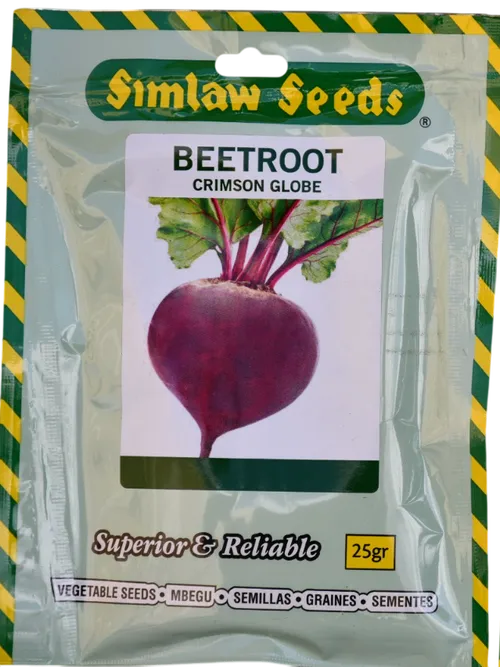 Simlaw Seeds
®
BEETROOT
CRIMSON GLOBE
Superior & Reliable
25gr
VEGETABLE SEEDS • MBEGU • SEMILLAS • GRAINES • SEMENTES